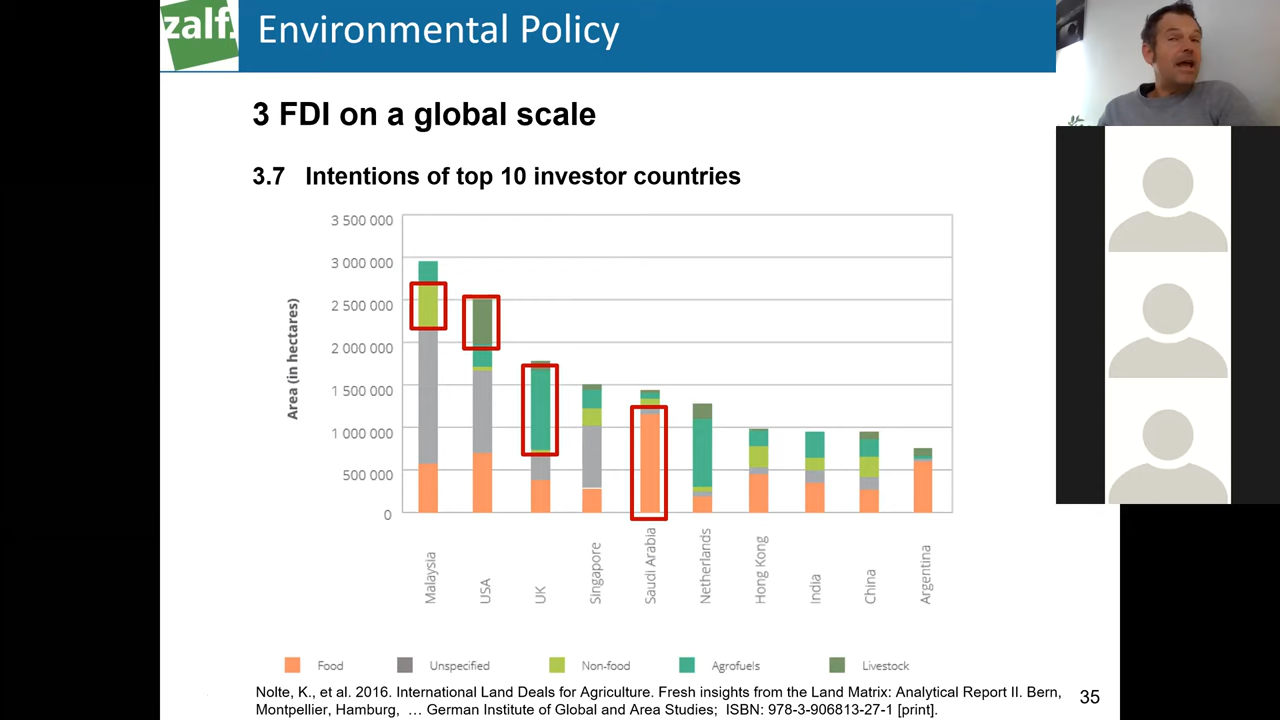 zalf.
Environmental Policy
3 FDI on a global scale
3.7 Intentions of top 10 investor countries
Area (in hectares)
3 500 000
3 000 000
2 500 000
2 000 000
1 500 000
1 000 000
500 000
0
Malaysia
USA
UK
Singapore
Saudi Arabia
Netherlands
Hong Kong
India
China
Argentina
Food Unspecified Non-food Agrofuels Livestock
Nolte, K., et al. 2016. International Land Deals for Agriculture. Fresh insights from the Land Matrix: Analytical Report II. Bern,
Montpellier, Hamburg, … German Institute of Global and Area Studies; ISBN: 978-3-906813-27-1 [print].
35